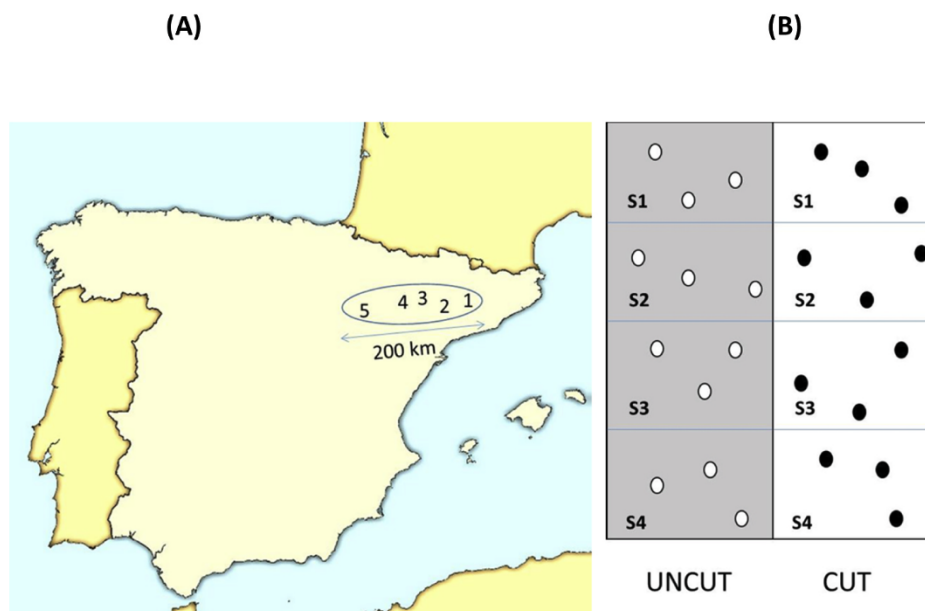 (A)
(B)
5 4 3 2 1
200 km
S1 S1
S2 S2
S3 S3
S4 S4
UNCUT CUT